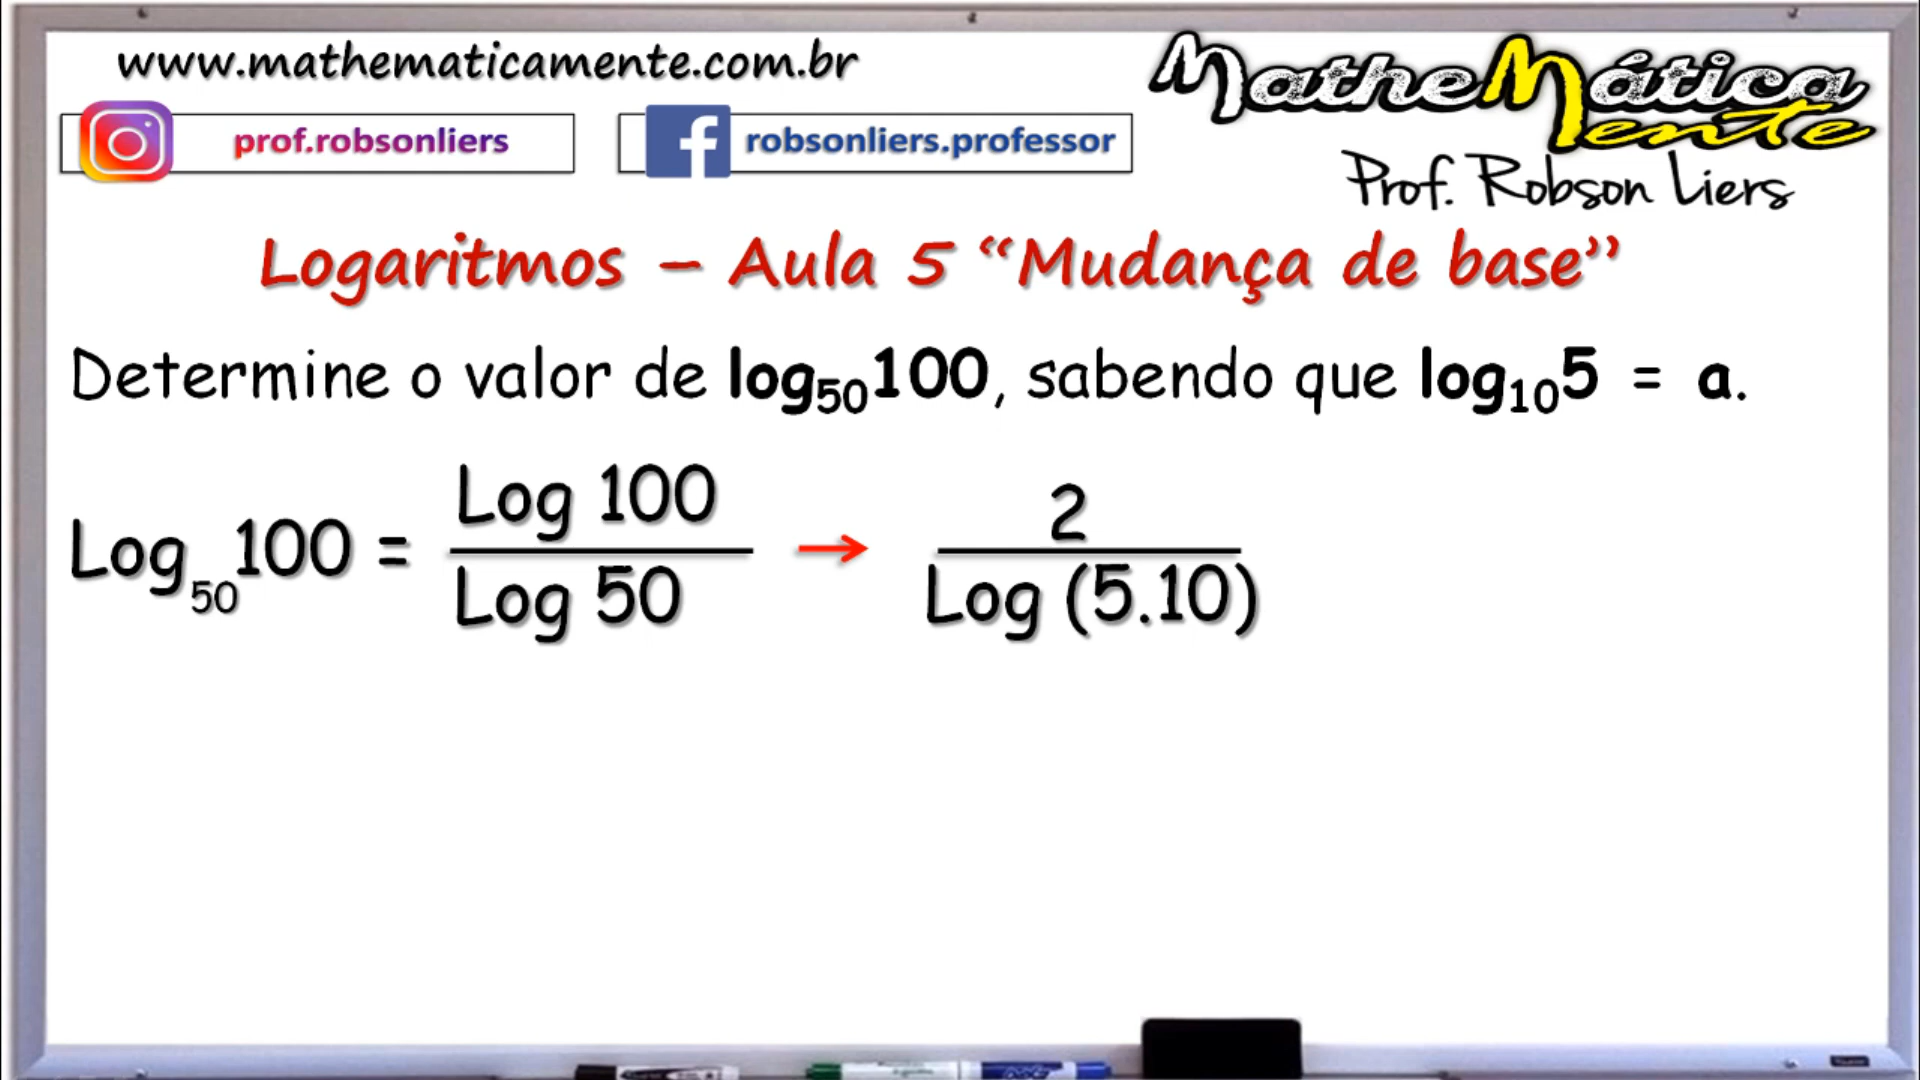 www.mathematicamente.com.br
MatheMática
mente
prof.robsonliers
robsonliers.professor
Prof. Robson Liers
Logaritmos – Aula 5 “Mudança de base”
Determine o valor de log₅₀100, sabendo que log₁₀5 = a.
Log 100
2
Log₅₀100 = →
Log 50
Log (5.10)